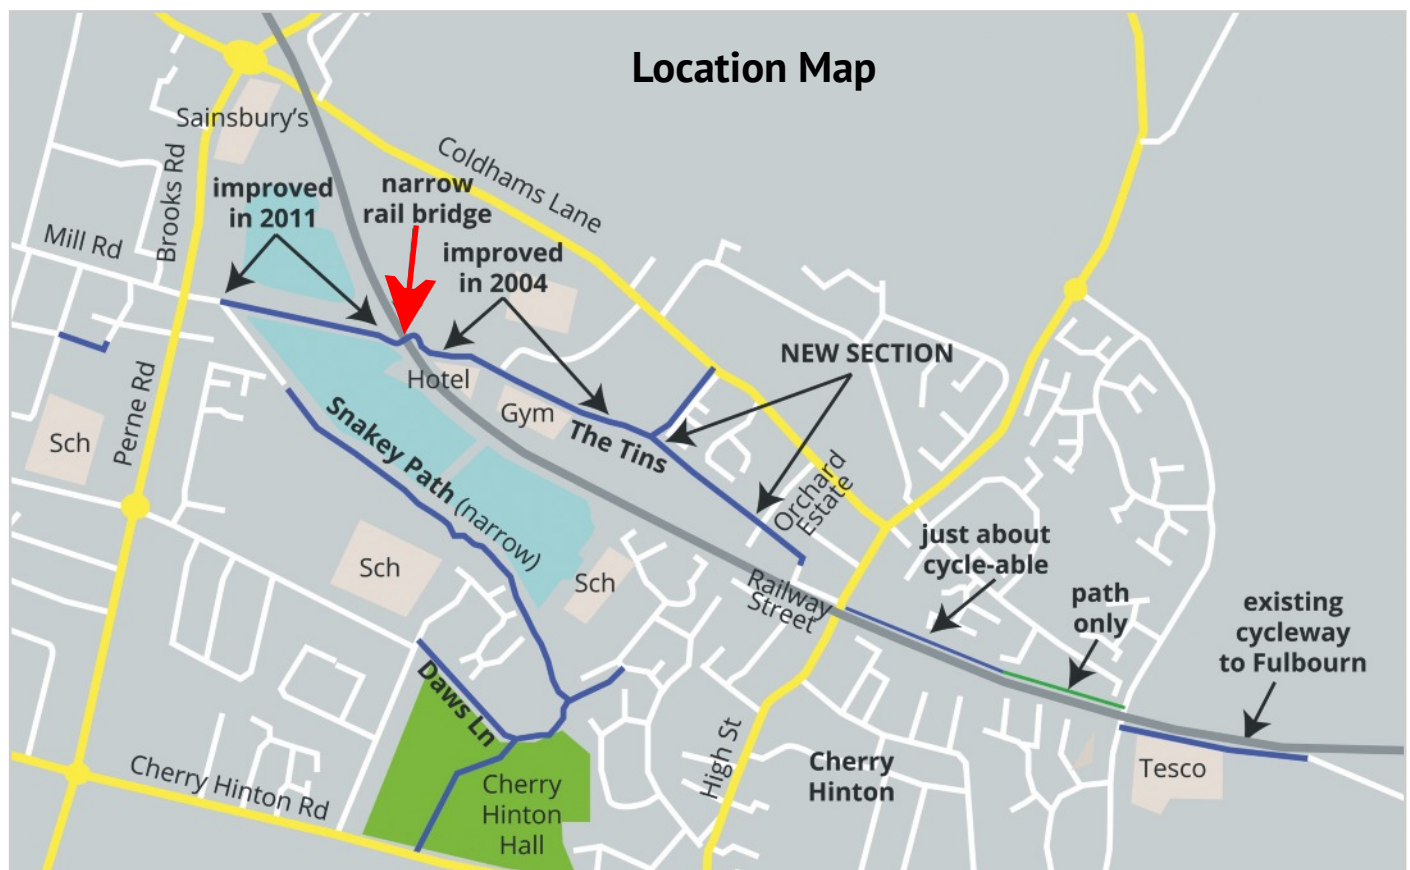 Location Map
Sainsbury's
Coldhams Lane
Brooks Rd
improved
in 2011
narrow
rail bridge
improved
in 2004
Mill Rd
NEW SECTION
Hotel
Gym
The Tins
Perne Rd
Sch
Snakey Path (narrow)
Orchard
Estate
Sch
Sch
just about
cycle-able
Railway
Street
path
only
existing
cycleway
to Fulbourn
Daws Ln
High St
Cherry
Hinton
Tesco
Cherry Hinton Rd
Cherry
Hinton
Hall